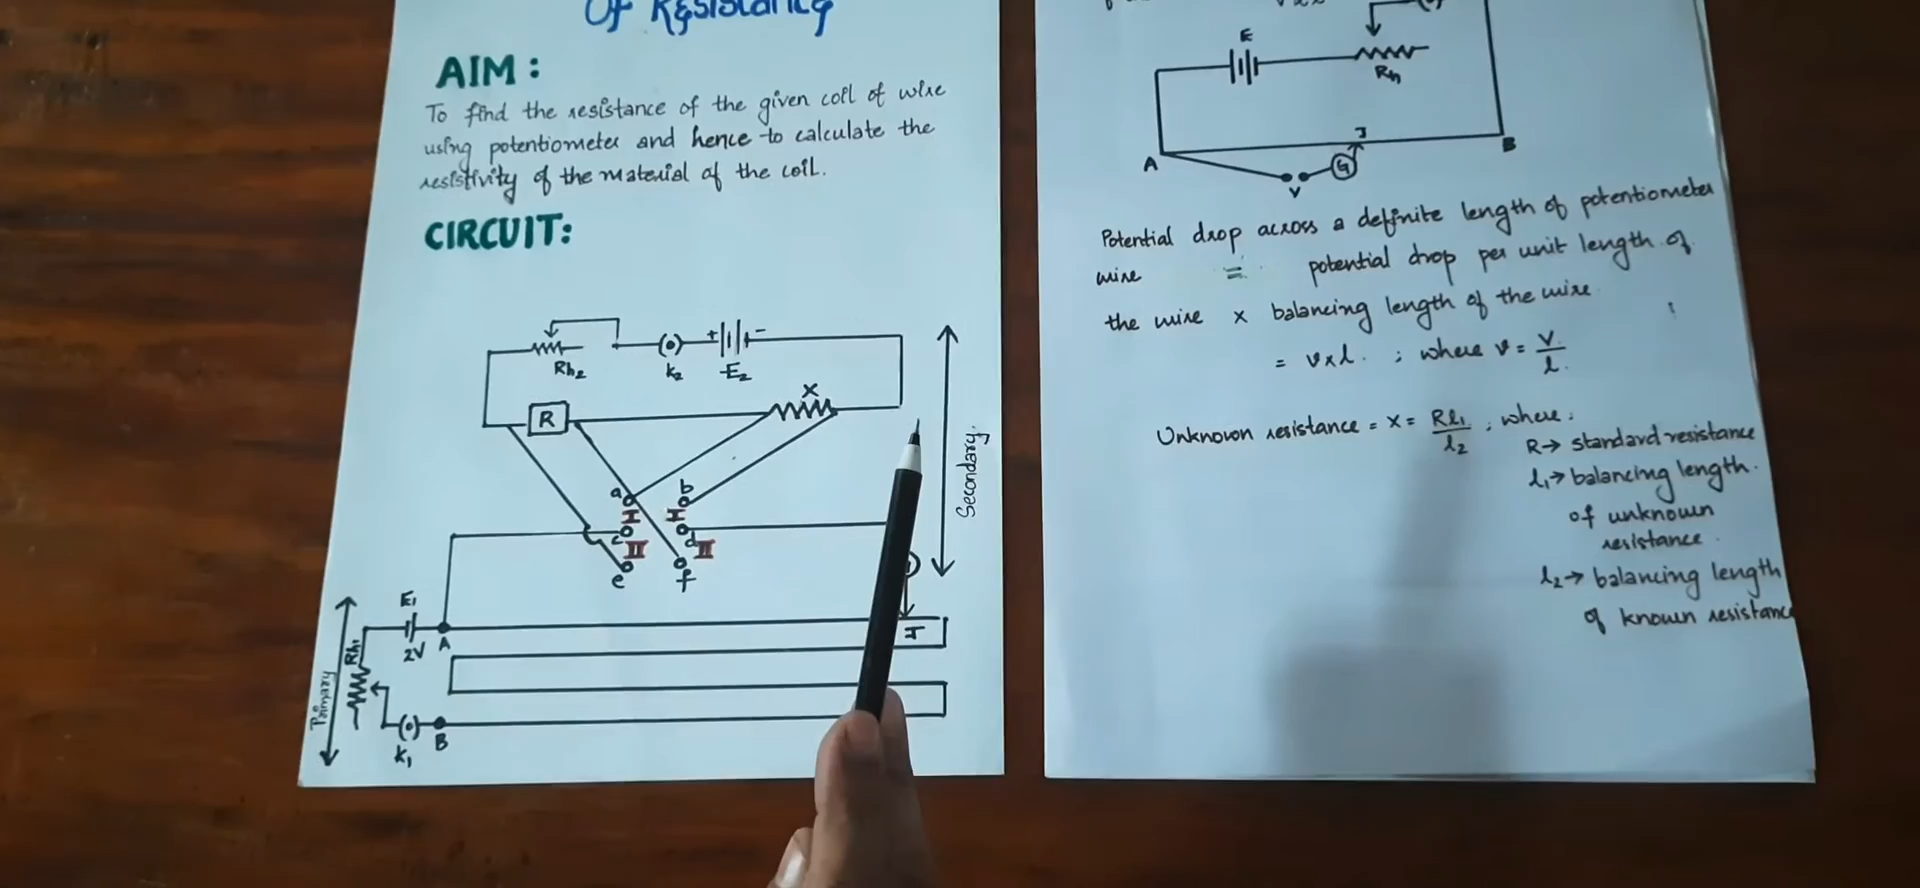 Of Resistance
AIM :
To find the resistance of the given coil of wire
using potentiometer and hence to calculate the
resistivity of the material of the coil.
CIRCUIT:
Rh2
k2
+ -
E2
R
X
a
b
I
I
c
d
II
II
e
f
Secondary.
Primary
Rh1
E1
2V
A
J
k1
B
E
Rh
A
J
B
G
V
Potential drop across a definite length of potentiometer
wire = potential drop per unit length of
the wire x balancing length of the wire
= v x l. ; where v = V/l.
Unknown resistance = X = Rl1/l2 ; where,
R→ standard resistance
l1→ balancing length
of unknown
resistance.
l2→ balancing length
of known resistance